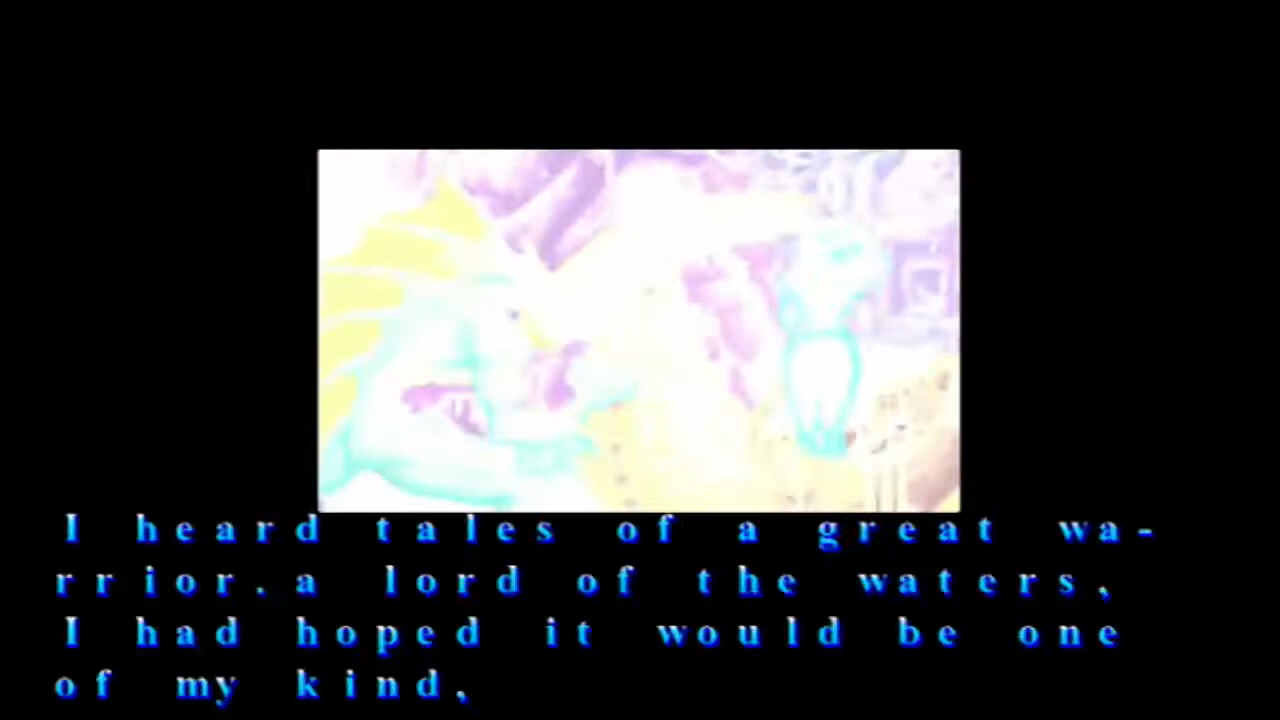 I heard tales of a great wa-
rrior. a lord of the waters,
I had hoped it would be one
of my kind,